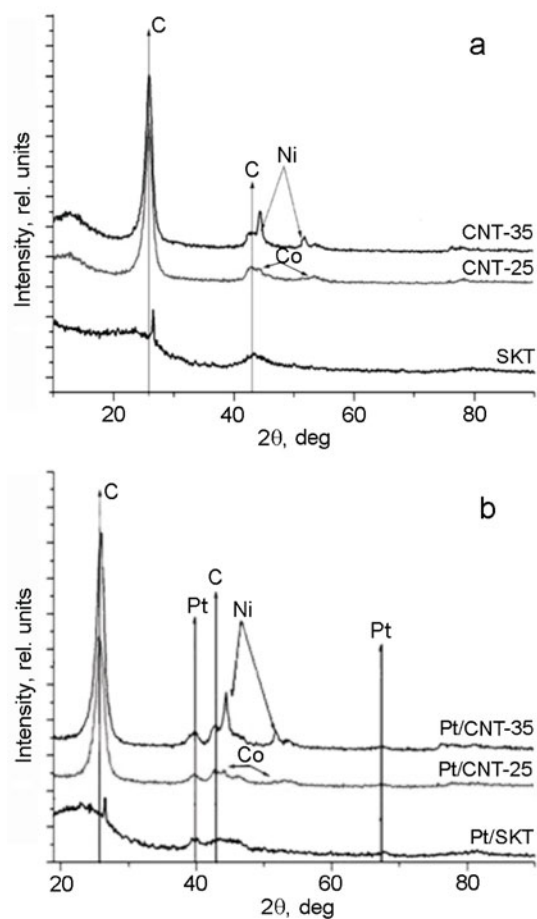 a
C
Ni
C
CNT-35
Co
CNT-25
SKT
Intensity, rel. units
20 40 60 80
2θ, deg
b
C
C
Pt
Ni
Pt
Pt/CNT-35
Co
Pt/CNT-25
Pt/SKT
Intensity, rel. units
20 40 60 80
2θ, deg